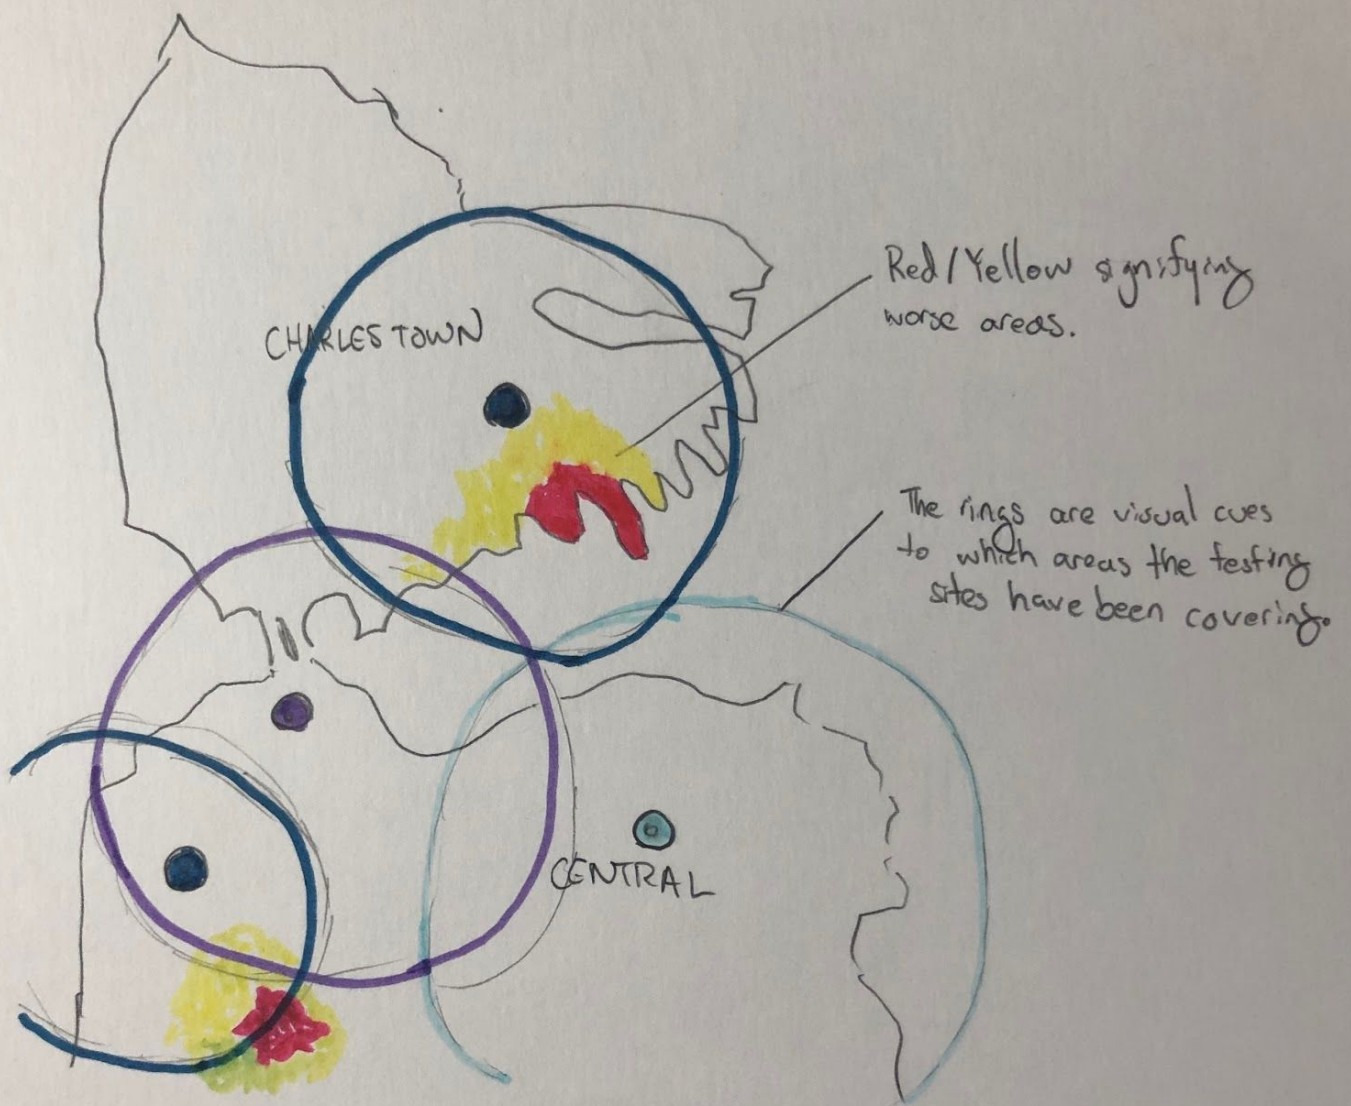 CHARLESTOWN
Red/Yellow signifying
worse areas.
The rings are visual cues
to which areas the testing
sites have been covering.
CENTRAL